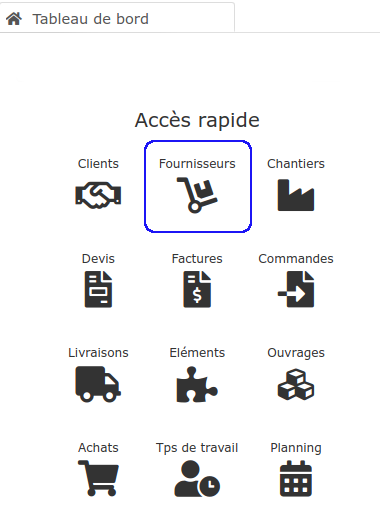 Tableau de bord
Accès rapide
Clients Fournisseurs Chantiers
Devis Factures Commandes
Livraisons Eléments Ouvrages
Achats Tps de travail Planning